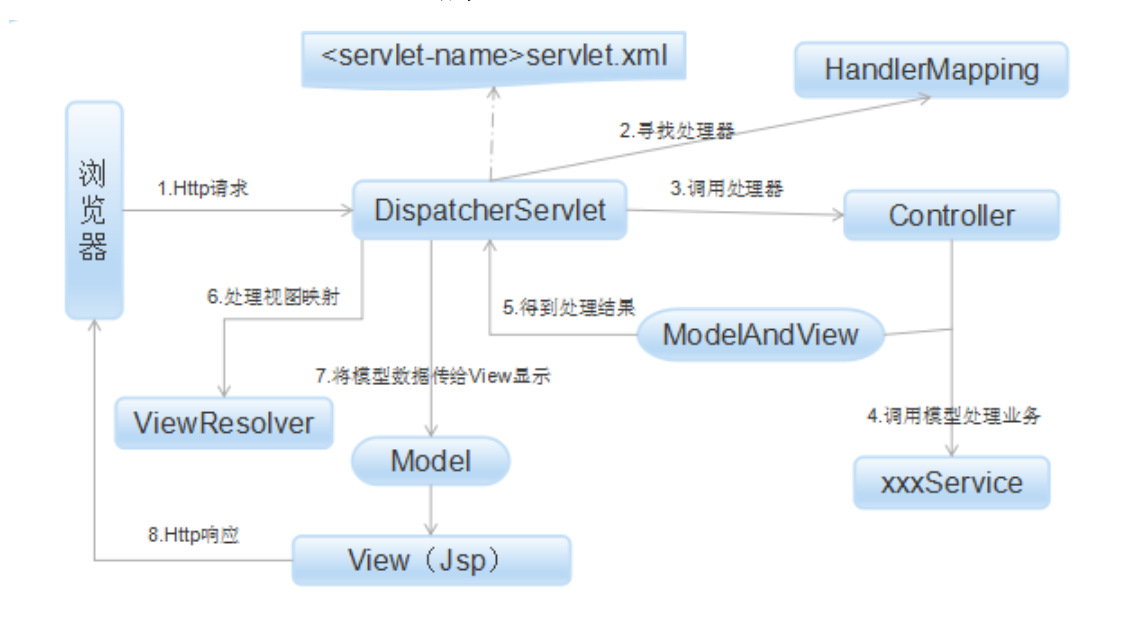 <servlet-name>servlet.xml
HandlerMapping
2.寻找处理器
浏览器
1.Http请求
DispatcherServlet
3.调用处理器
Controller
6.处理视图映射
5.得到处理结果
ModelAndView
7.将模型数据传给View显示
ViewResolver
4.调用模型处理业务
Model
xxxService
8.Http响应
View（Jsp）